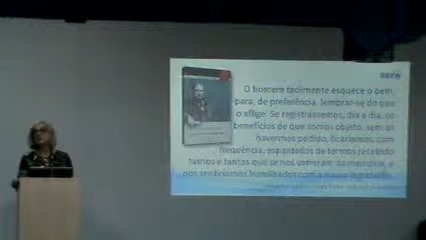 O homem facilmente esquece o bem,
para, de preferência, lembrar-se do que
o aflige. Se registrássemos, dia a dia, os
benefícios de que somos objeto, sem os
havermos pedido, ficaríamos, com
frequência, espantados de termos recebido
tantos e tantos que se nos varreram da memória, e
nos sentiríamos humilhados com a nossa ingratidão.